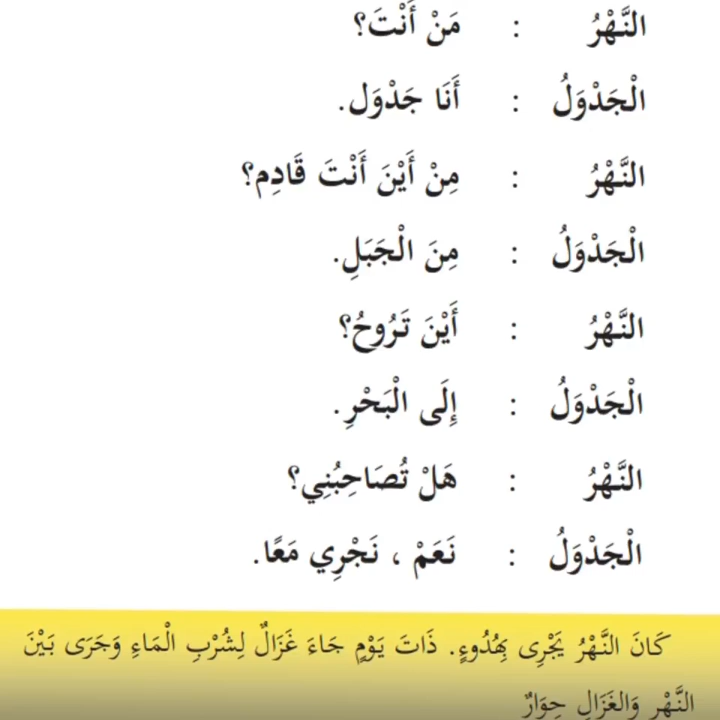 النَّهْرُ : مَنْ أَنْتَ؟
الْجَدْوَلُ : أَنَا جَدْوَل.
النَّهْرُ : مِنْ أَيْنَ أَنْتَ قَادِم؟
الْجَدْوَلُ : مِنَ الْجَبَلِ.
النَّهْرُ : أَيْنَ تَرُوحُ؟
الْجَدْوَلُ : إِلَى الْبَحْرِ.
النَّهْرُ : هَلْ تُصَاحِبُنِي؟
الْجَدْوَلُ : نَعَمْ ، نَجْرِي مَعًا.
كَانَ النَّهْرُ يَجْرِى بِهُدُوءٍ. ذَاتَ يَوْمٍ جَاءَ غَزَالٌ لِشُرْبِ الْمَاءِ وَجَرَى بَيْنَ
النَّهْرِ وَالغَزَالِ حِوَارٌ